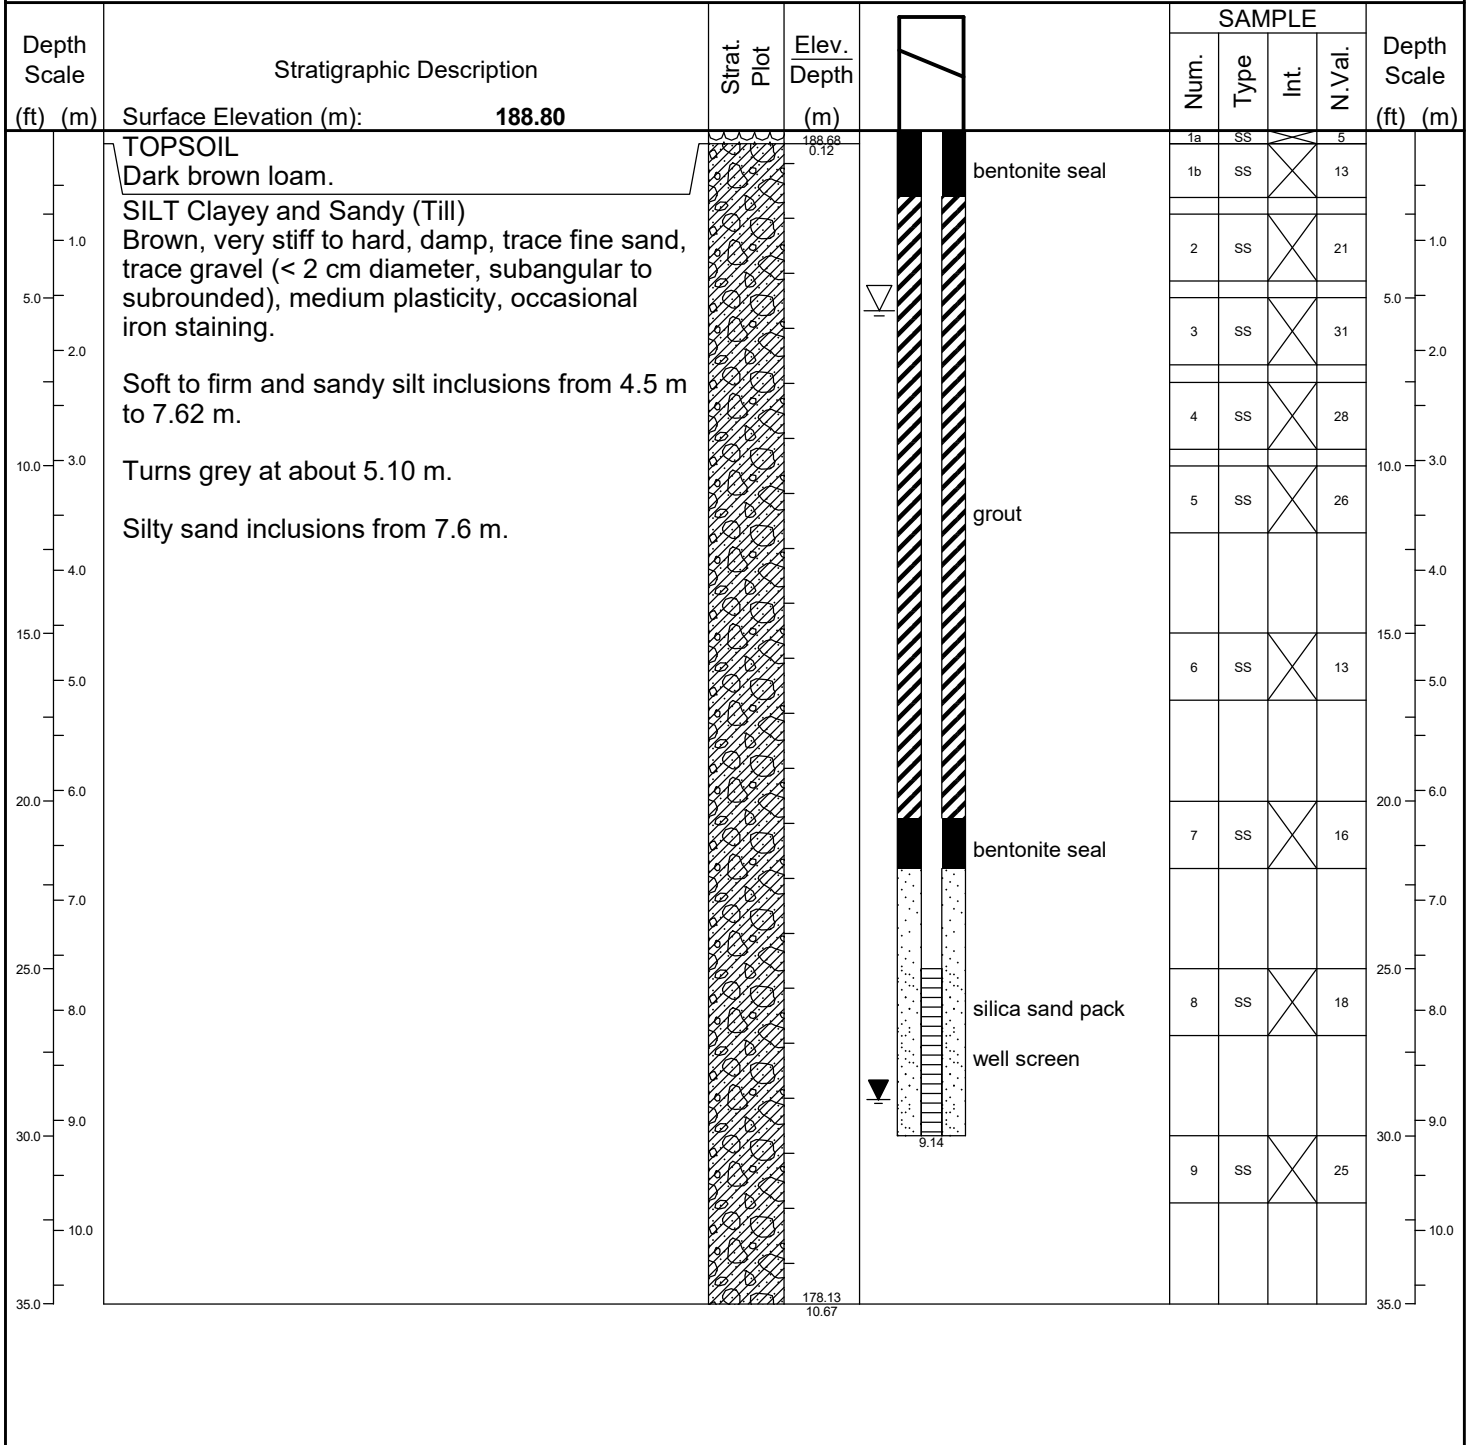 Depth
Scale
(ft) (m)
Stratigraphic Description
Surface Elevation (m): 188.80
Strat.
Plot
Elev.
Depth
(m)
SAMPLE
Num.
Type
Int.
N.Val.
Depth
Scale
(ft) (m)
TOPSOIL
Dark brown loam.
SILT Clayey and Sandy (Till)
Brown, very stiff to hard, damp, trace fine sand,
trace gravel (< 2 cm diameter, subangular to
subrounded), medium plasticity, occasional
iron staining.
Soft to firm and sandy silt inclusions from 4.5 m
to 7.62 m.
Turns grey at about 5.10 m.
Silty sand inclusions from 7.6 m.
1.0
5.0
2.0
10.0
3.0
4.0
15.0
5.0
20.0
6.0
7.0
25.0
8.0
9.0
30.0
10.0
35.0
188.68
0.12
178.13
10.67
bentonite seal
grout
bentonite seal
silica sand pack
well screen
9.14
1a SS 5
1b SS 13
2 SS 21
3 SS 31
4 SS 28
5 SS 26
6 SS 13
7 SS 16
8 SS 18
9 SS 25
1.0
5.0
2.0
10.0
3.0
4.0
15.0
5.0
20.0
6.0
7.0
25.0
8.0
9.0
30.0
10.0
35.0